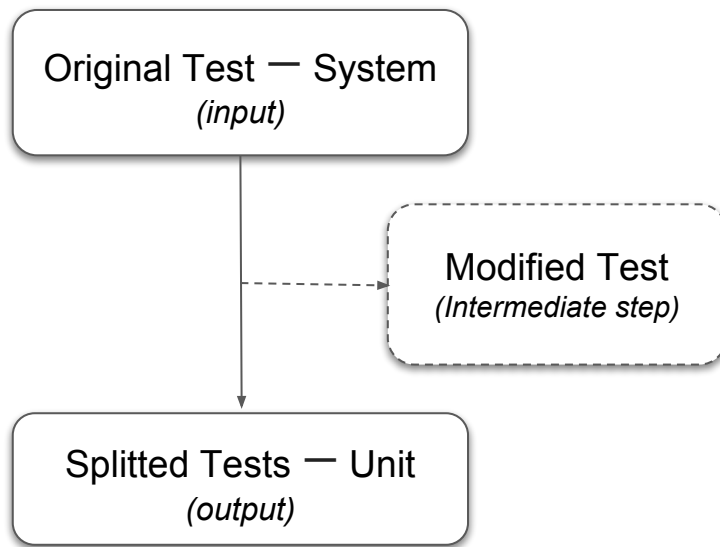 Original Test — System
(input)
Modified Test
(Intermediate step)
Splitted Tests — Unit
(output)